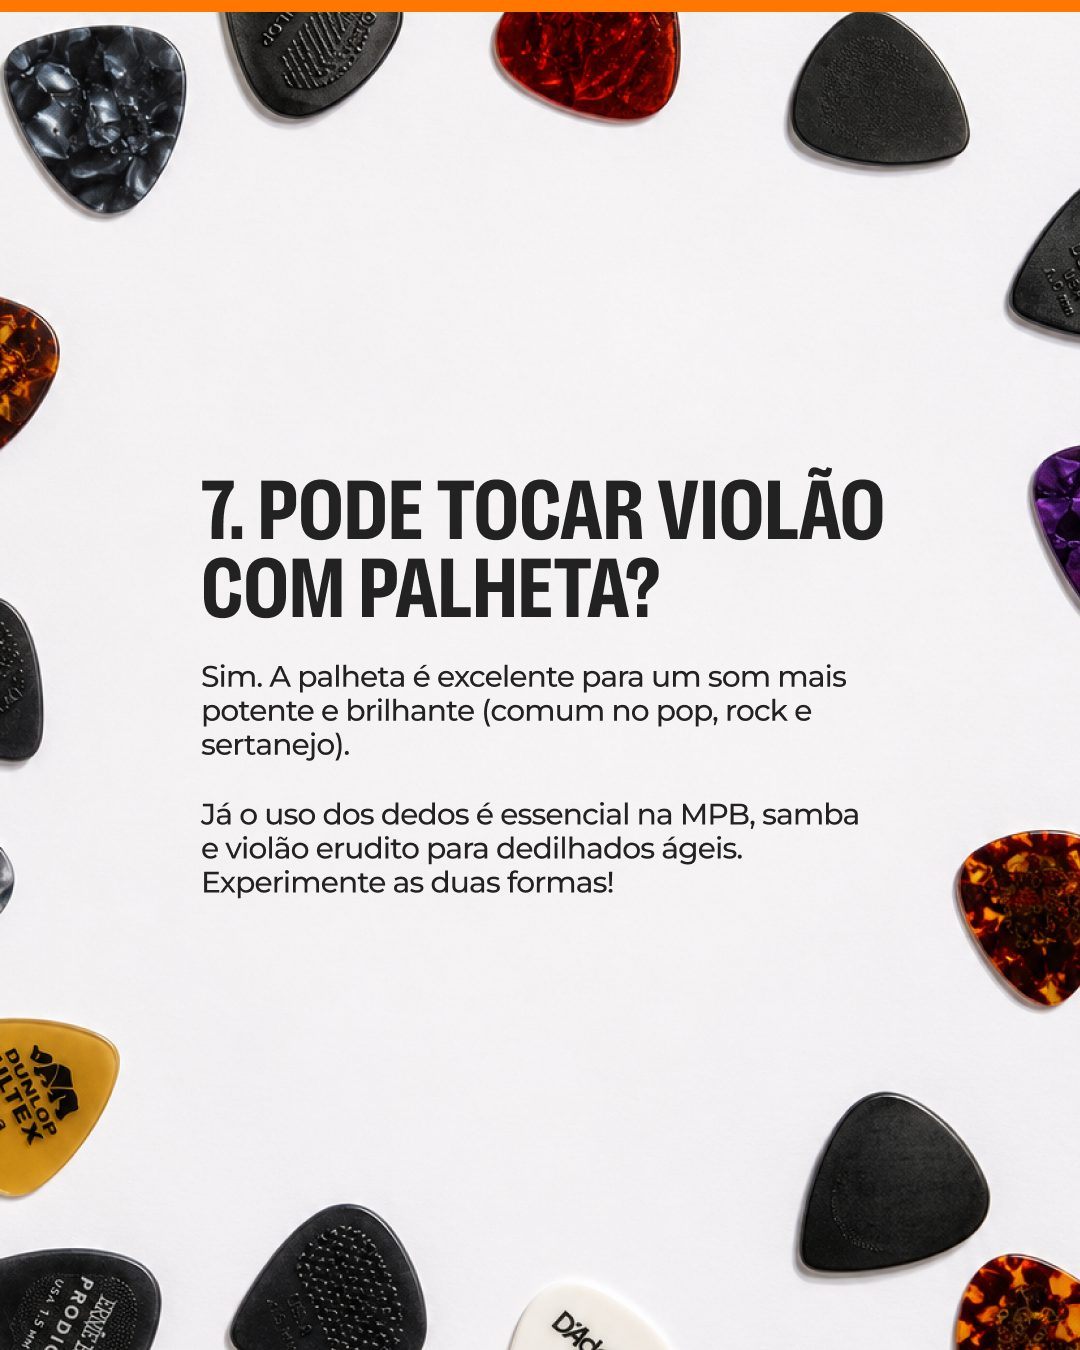 7. PODE TOCAR VIOLÃO
COM PALHETA?
Sim. A palheta é excelente para um som mais
potente e brilhante (comum no pop, rock e
sertanejo).
Já o uso dos dedos é essencial na MPB, samba
e violão erudito para dedilhados ágeis.
Experimente as duas formas!
DUNLOP
USA 1.5 MM